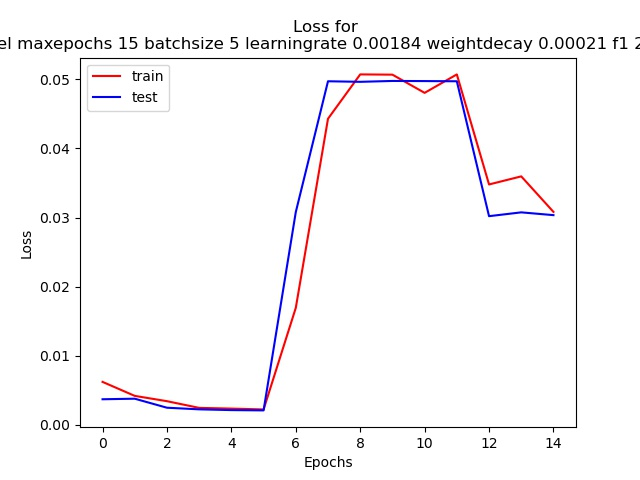 Loss for
el maxepochs 15 batchsize 5 learningrate 0.00184 weightdecay 0.00021 f1 2
train
test
0.05
0.04
0.03
0.02
0.01
0.00
Loss
0 2 4 6 8 10 12 14
Epochs